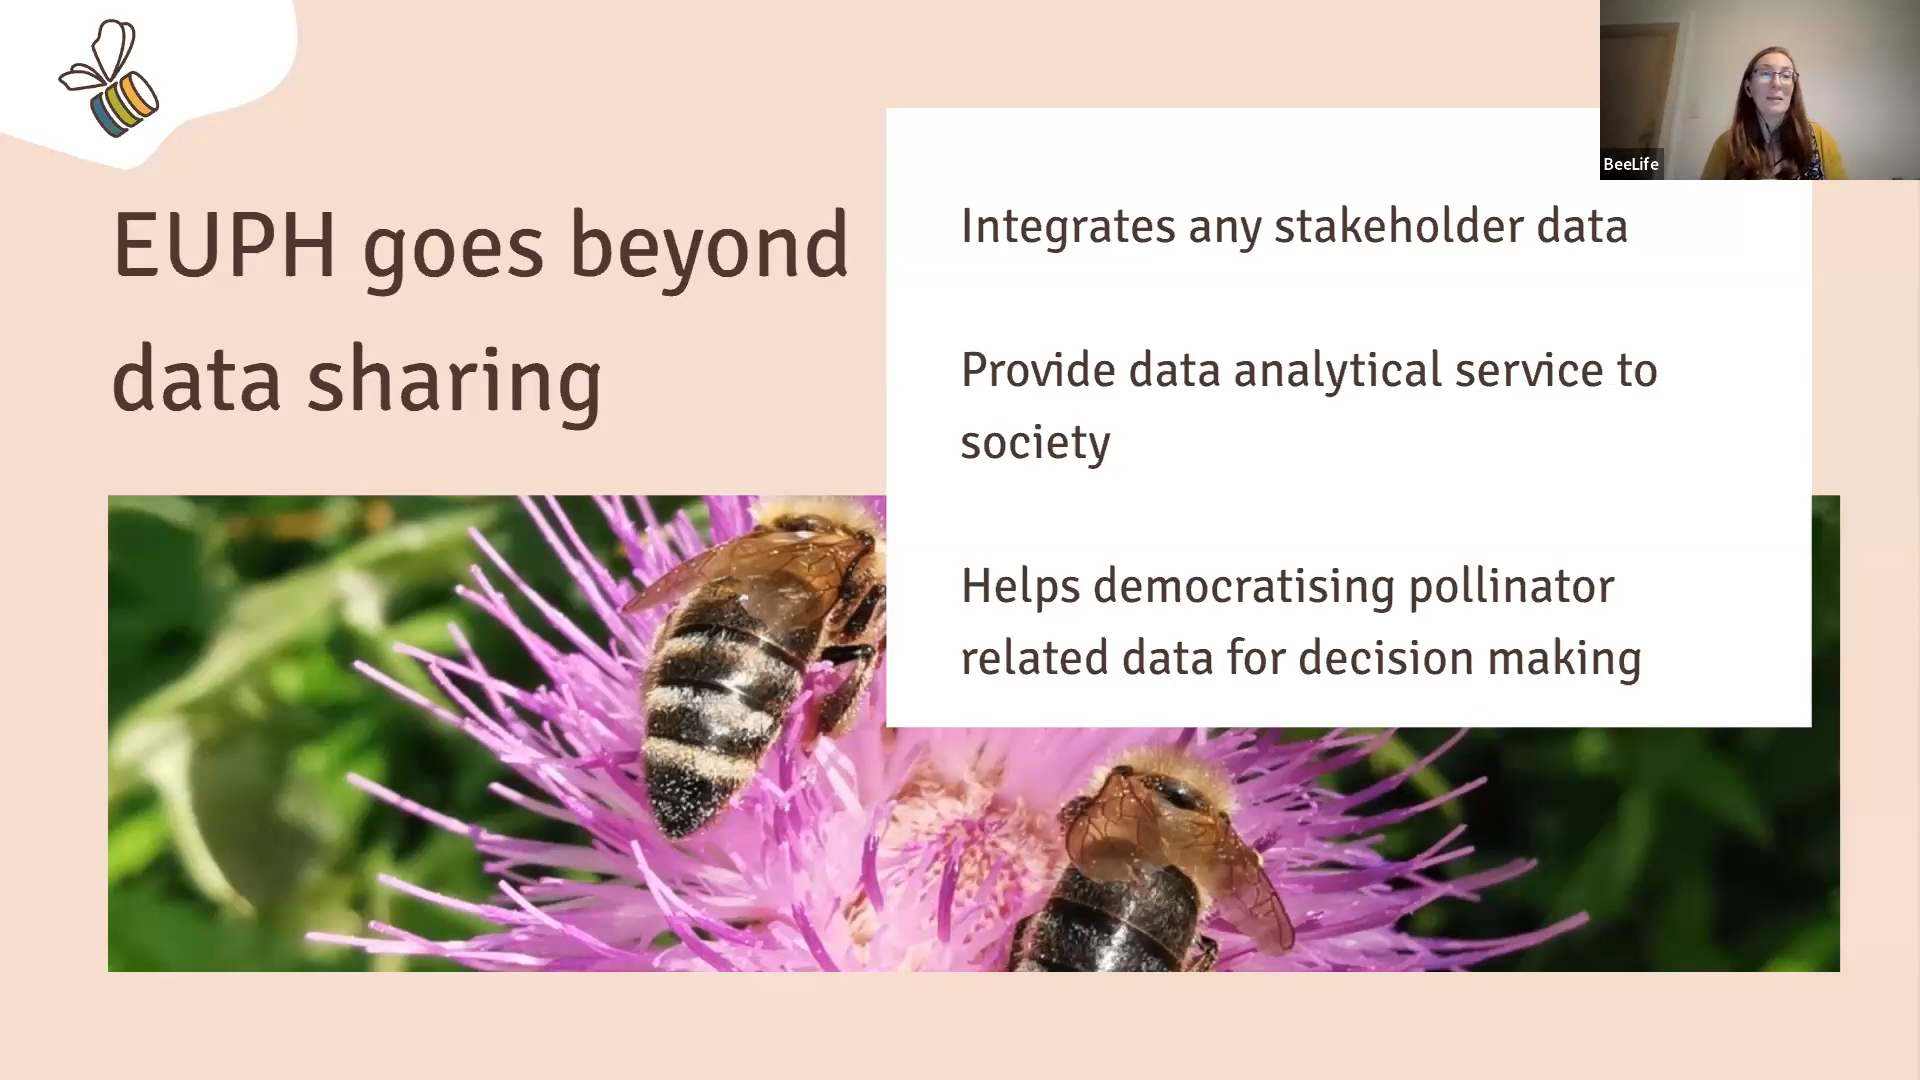 EUPH goes beyond
data sharing
Integrates any stakeholder data
Provide data analytical service to
society
Helps democratising pollinator
related data for decision making
BeeLife